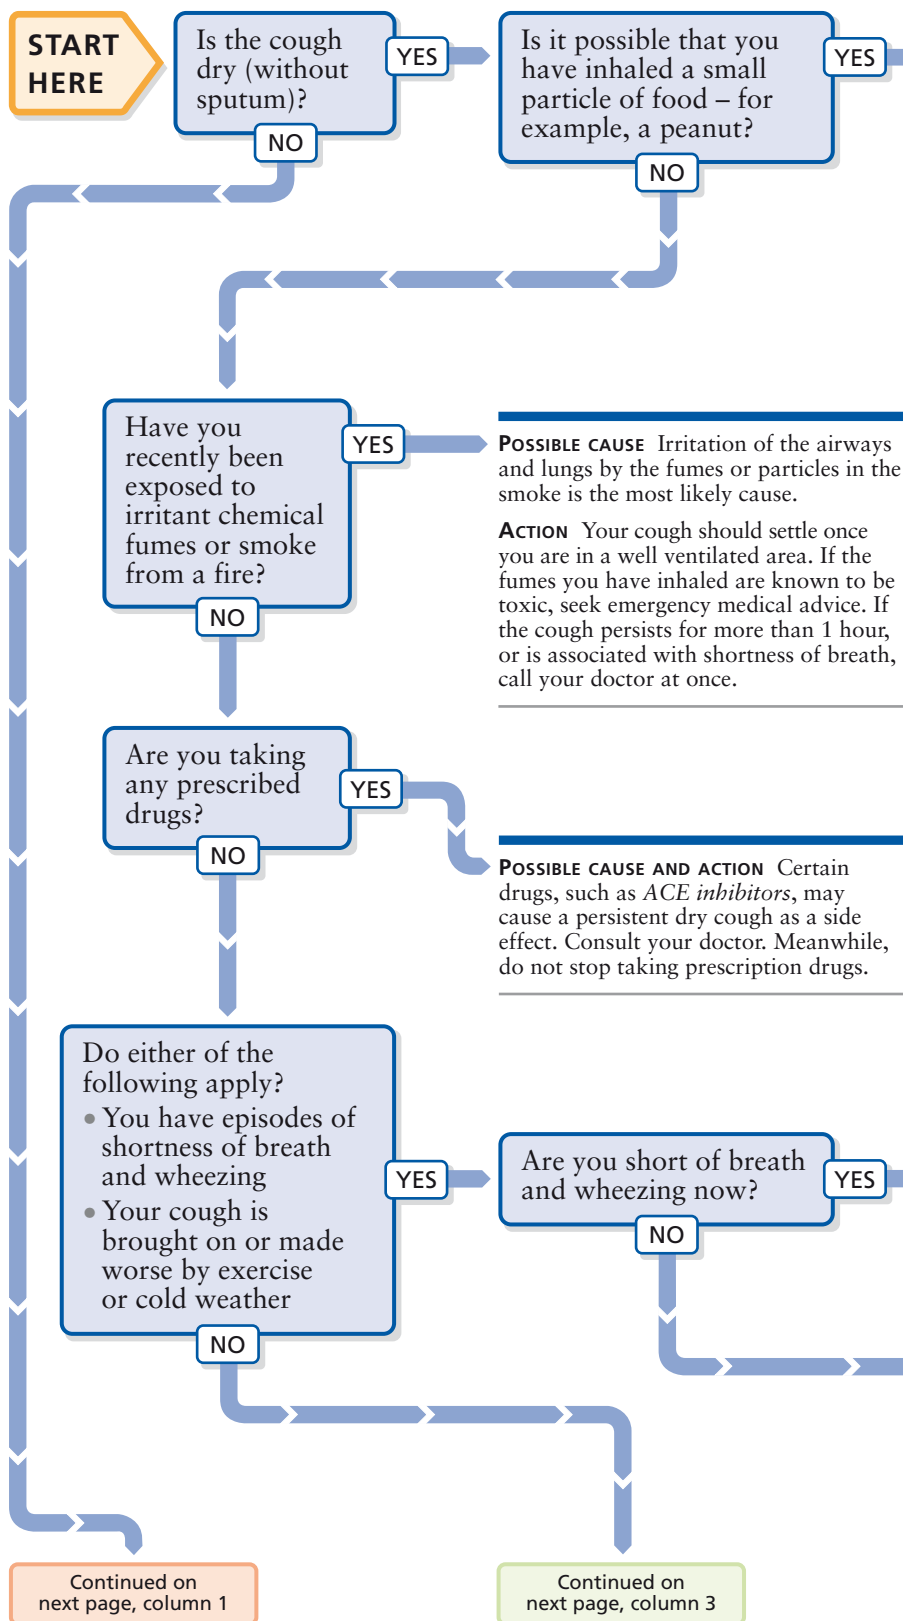 START
HERE
Is the cough
dry (without
sputum)?
YES
NO
Is it possible that you
have inhaled a small
particle of food – for
example, a peanut?
YES
NO
Have you
recently been
exposed to
irritant chemical
fumes or smoke
from a fire?
YES
NO
POSSIBLE CAUSE Irritation of the airways
and lungs by the fumes or particles in the
smoke is the most likely cause.
ACTION Your cough should settle once
you are in a well ventilated area. If the
fumes you have inhaled are known to be
toxic, seek emergency medical advice. If
the cough persists for more than 1 hour,
or is associated with shortness of breath,
call your doctor at once.
Are you taking
any prescribed
drugs?
YES
NO
POSSIBLE CAUSE AND ACTION Certain
drugs, such as ACE inhibitors, may
cause a persistent dry cough as a side
effect. Consult your doctor. Meanwhile,
do not stop taking prescription drugs.
Do either of the
following apply?
• You have episodes of
shortness of breath
and wheezing
• Your cough is
brought on or made
worse by exercise
or cold weather
YES
NO
Are you short of breath
and wheezing now?
YES
NO
Continued on
next page, column 1
Continued on
next page, column 3